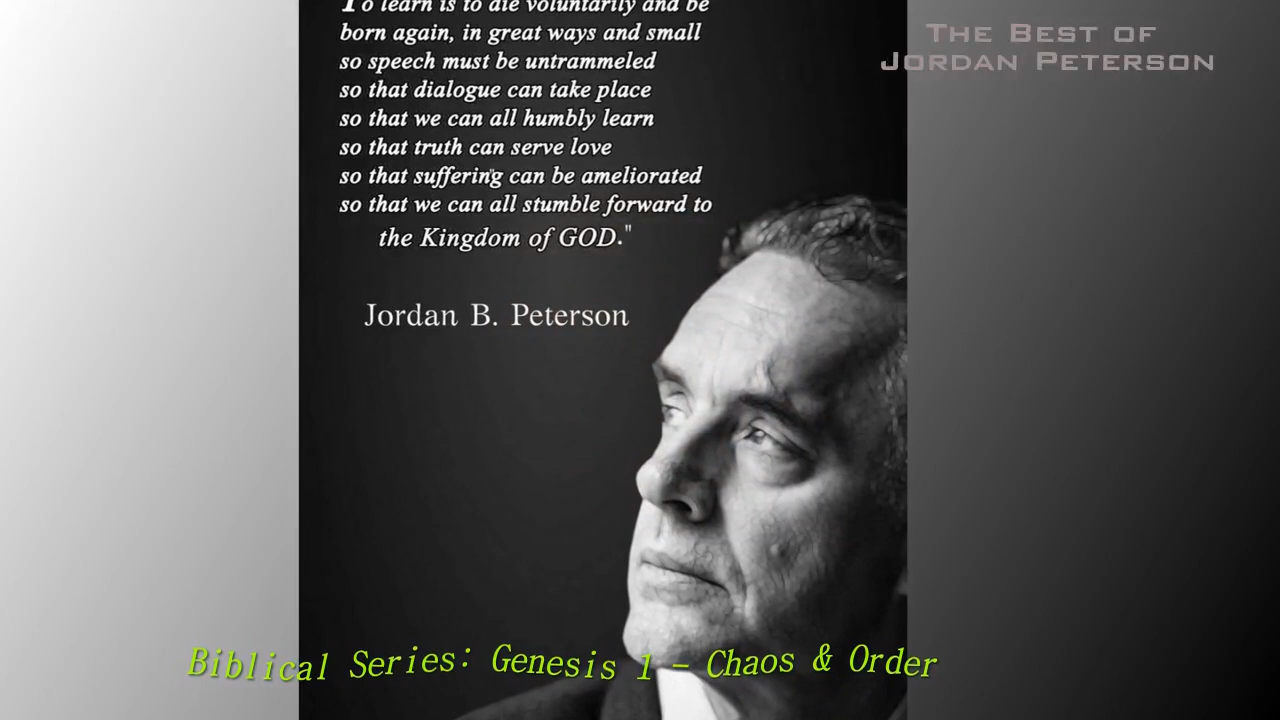 To learn is to die voluntarily and be
born again, in great ways and small
so speech must be untrammeled
so that dialogue can take place
so that we can all humbly learn
so that truth can serve love
so that suffering can be ameliorated
so that we can all stumble forward to
the Kingdom of GOD."
Jordan B. Peterson
The Best of
Jordan Peterson
Biblical Series: Genesis 1 - Chaos & Order